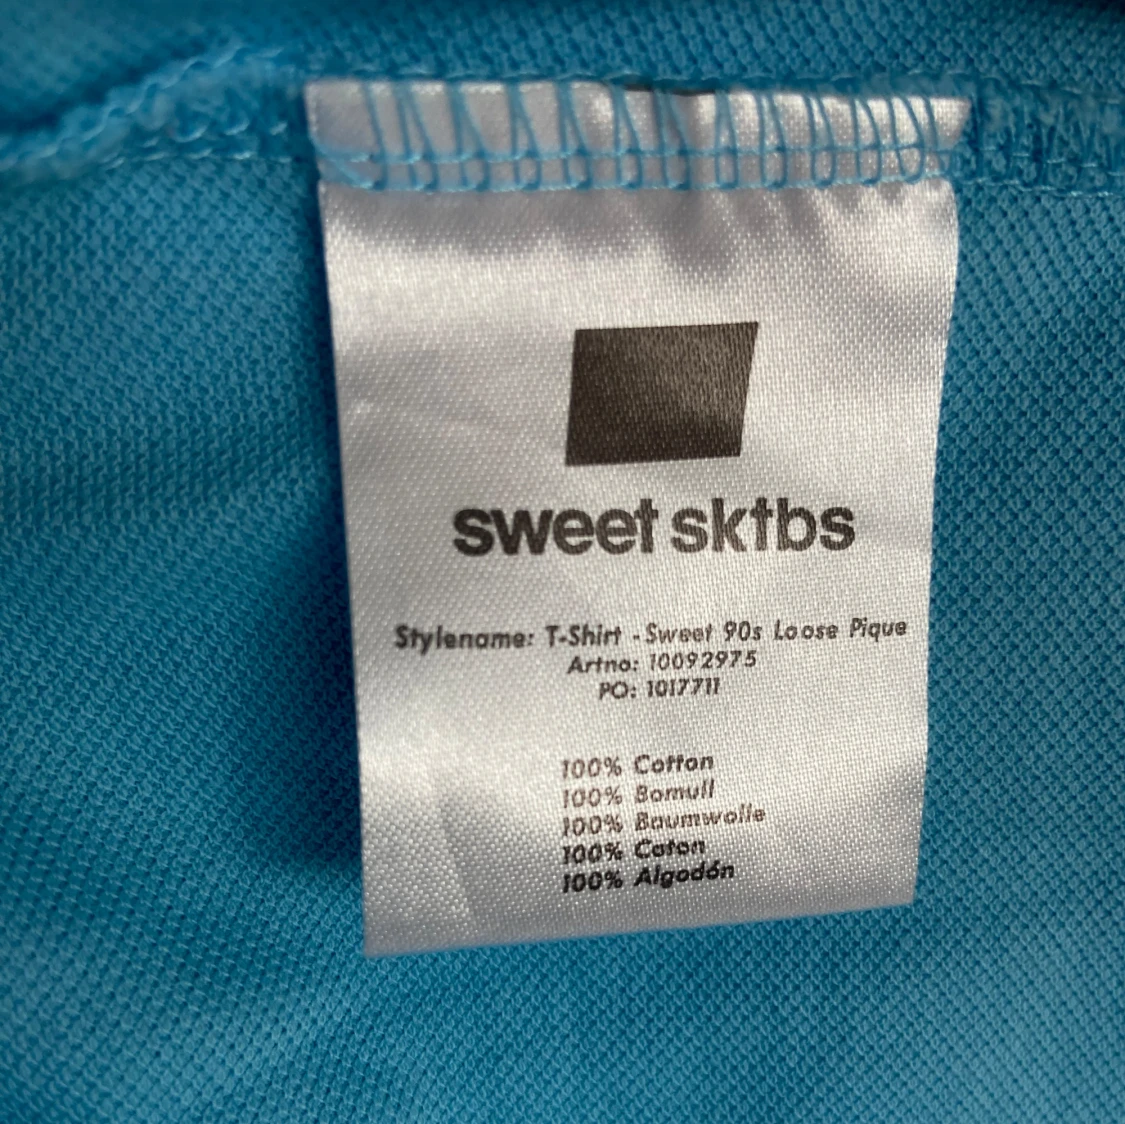 sweet sktbs
Stylename: T-Shirt - Sweet 90s Loose Pique
Artno: 10092975
PO: 1017711
100% Cotton
100% Bomull
100% Baumwolle
100% Coton
100% Algodón